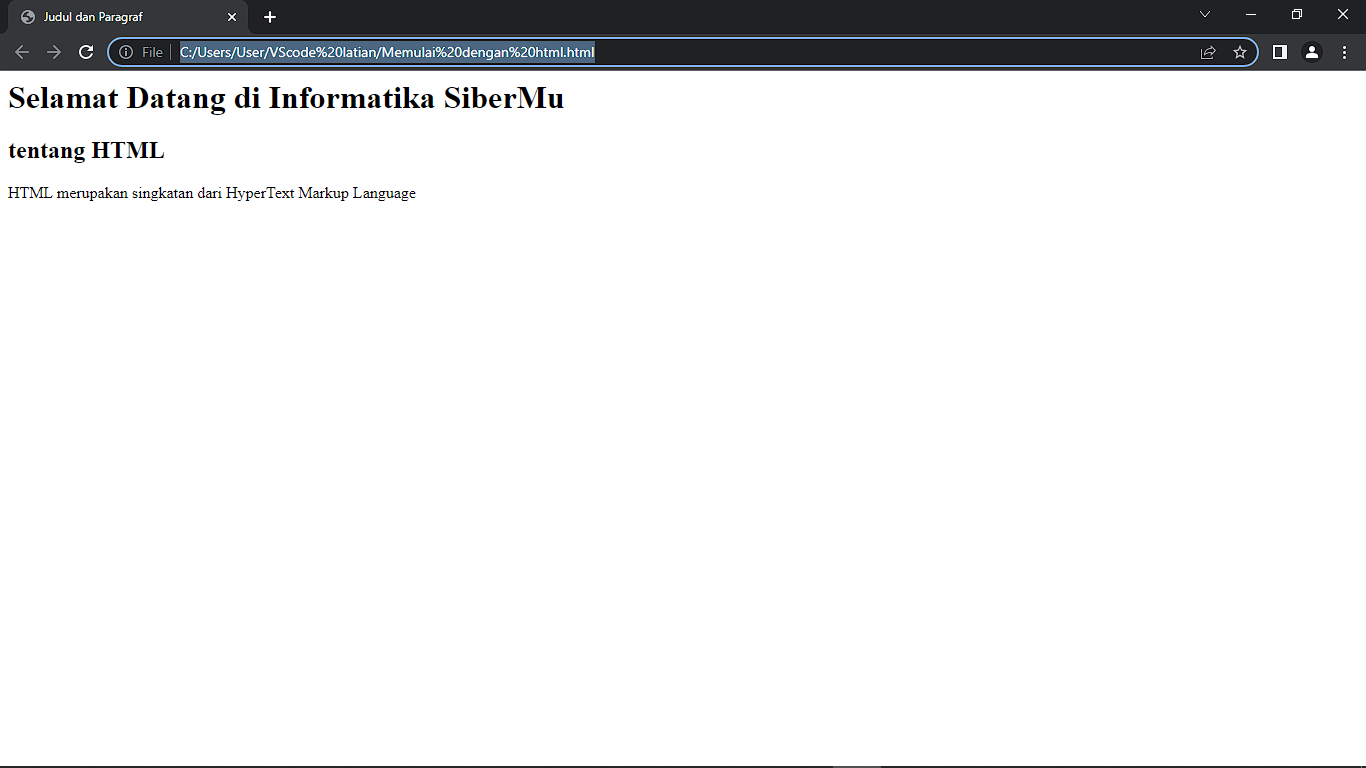 Judul dan Paragraf
File C:/Users/User/VScode%20latian/Memulai%20dengan%20html.html
Selamat Datang di Informatika SiberMu
tentang HTML
HTML merupakan singkatan dari HyperText Markup Language